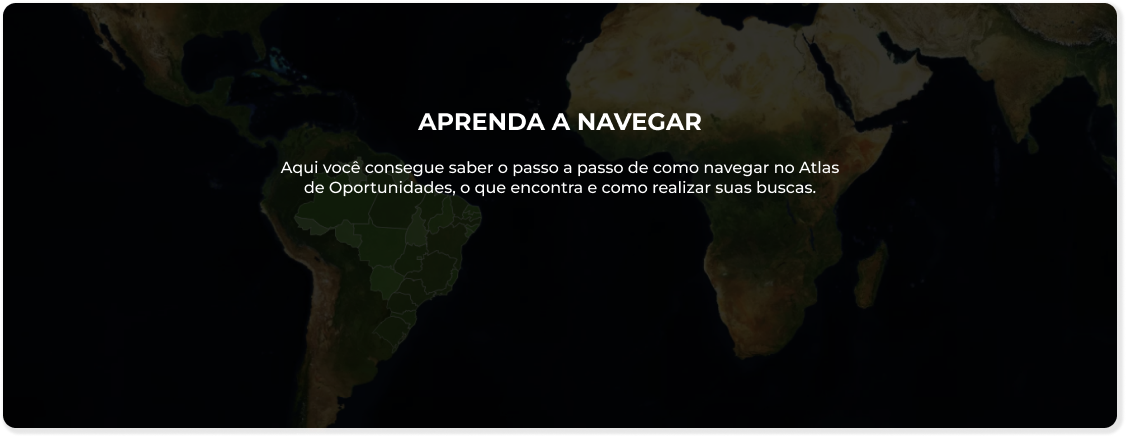 APRENDA A NAVEGAR
Aqui você consegue saber o passo a passo de como navegar no Atlas
de Oportunidades, o que encontra e como realizar suas buscas.